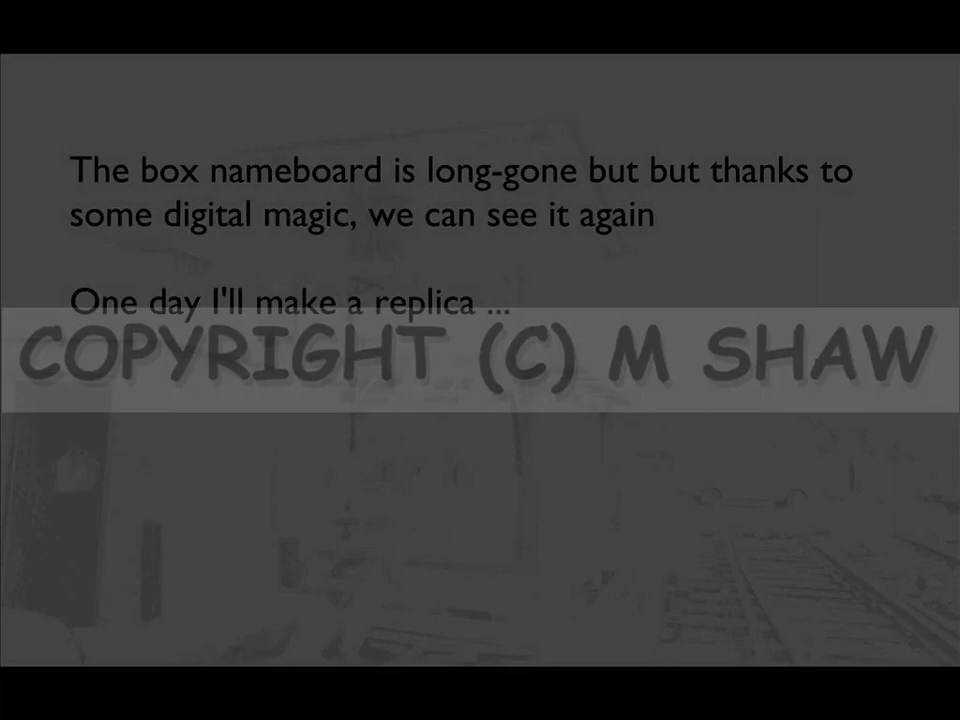 The box nameboard is long-gone but but thanks to
some digital magic, we can see it again
One day I'll make a replica ...
COPYRIGHT (C) M SHAW